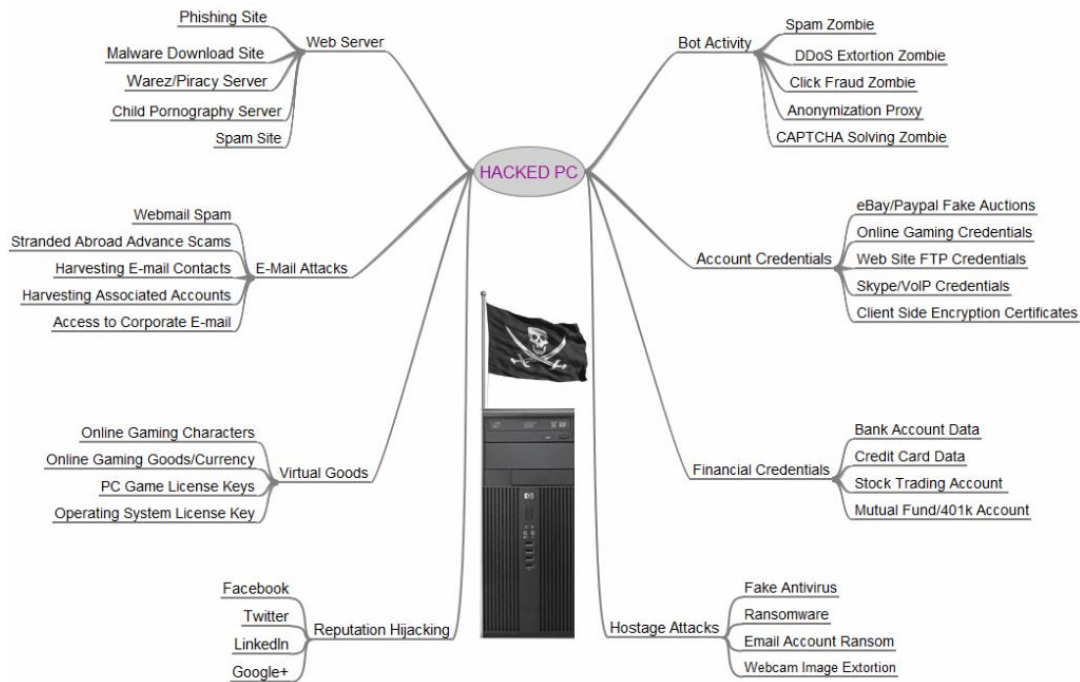 HACKED PC
Web Server
Phishing Site
Malware Download Site
Warez/Piracy Server
Child Pornography Server
Spam Site
E-Mail Attacks
Webmail Spam
Stranded Abroad Advance Scams
Harvesting E-mail Contacts
Harvesting Associated Accounts
Access to Corporate E-mail
Virtual Goods
Online Gaming Characters
Online Gaming Goods/Currency
PC Game License Keys
Operating System License Key
Reputation Hijacking
Facebook
Twitter
LinkedIn
Google+
Bot Activity
Spam Zombie
DDoS Extortion Zombie
Click Fraud Zombie
Anonymization Proxy
CAPTCHA Solving Zombie
Account Credentials
eBay/Paypal Fake Auctions
Online Gaming Credentials
Web Site FTP Credentials
Skype/VoIP Credentials
Client Side Encryption Certificates
Financial Credentials
Bank Account Data
Credit Card Data
Stock Trading Account
Mutual Fund/401k Account
Hostage Attacks
Fake Antivirus
Ransomware
Email Account Ransom
Webcam Image Extortion